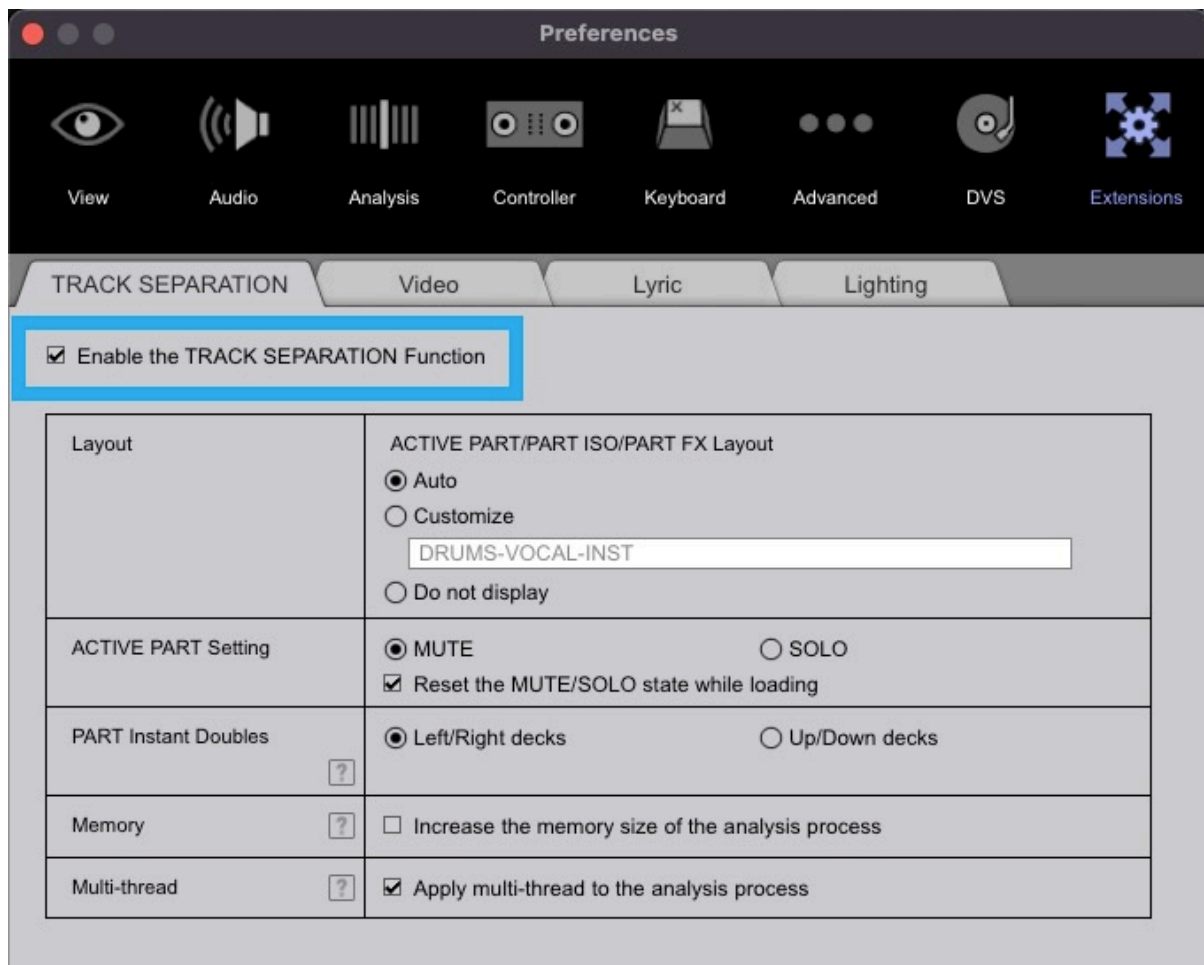 Preferences
View Audio Analysis Controller Keyboard Advanced DVS Extensions
TRACK SEPARATION Video Lyric Lighting
Enable the TRACK SEPARATION Function
Layout
ACTIVE PART/PART ISO/PART FX Layout
Auto
Customize
DRUMS-VOCAL-INST
Do not display
ACTIVE PART Setting
MUTE SOLO
Reset the MUTE/SOLO state while loading
PART Instant Doubles
?
Left/Right decks Up/Down decks
Memory ? Increase the memory size of the analysis process
Multi-thread ? Apply multi-thread to the analysis process